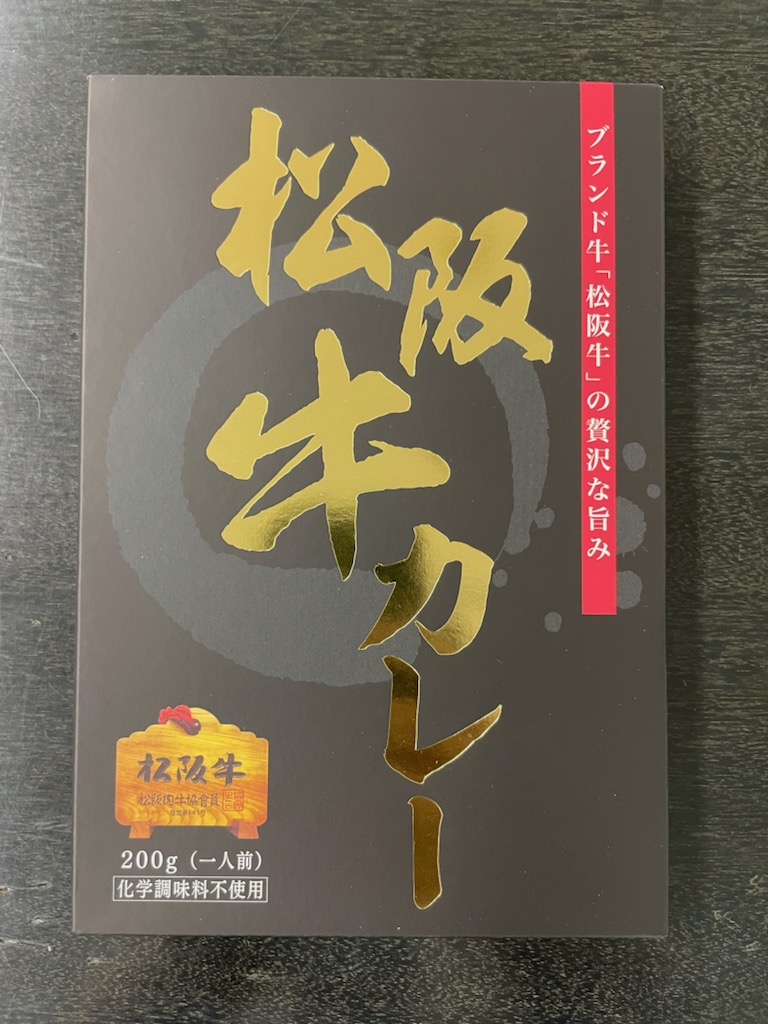 松阪
牛カレー
ブランド牛「松阪牛」の贅沢な旨み
松阪牛
松阪肉牛協會員
200g（一人前）
化学調味料不使用